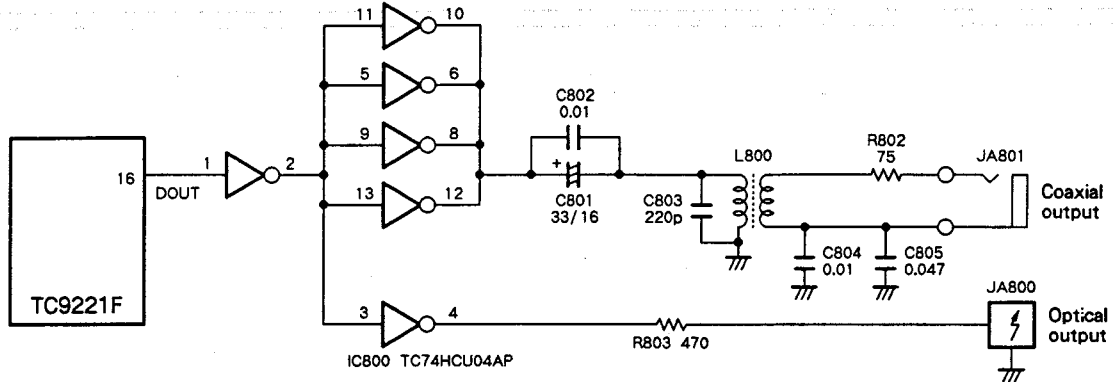 11
10
5
6
C802
0.01
9
8
L800
R802
75
JA801
16
1
2
DOUT
13
12
+
C801
33/16
C803
220p
Coaxial
output
C804
0.01
C805
0.047
TC9221F
JA800
3
4
Optical
output
R803 470
IC800 TC74HCU04AP